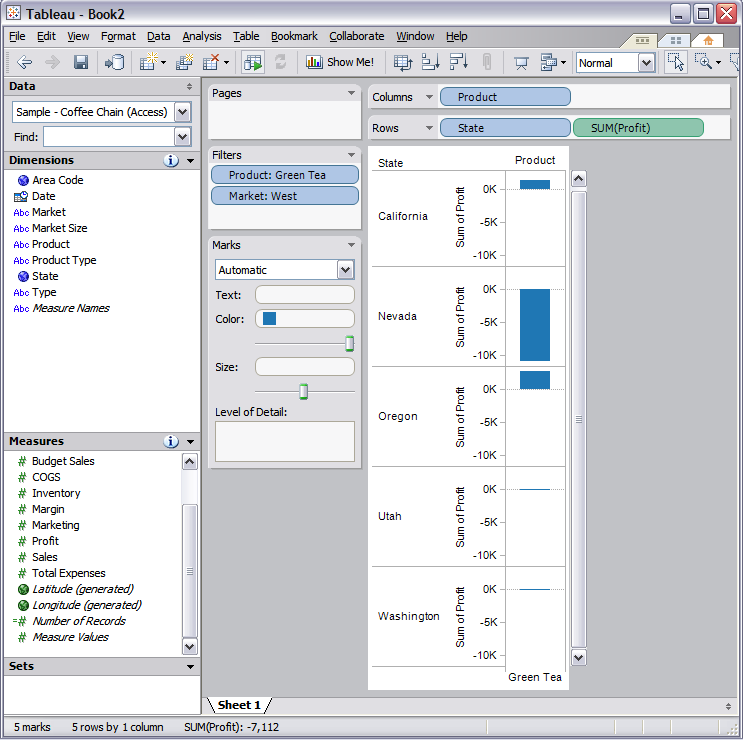 Tableau - Book2
File Edit View Format Data Analysis Table Bookmark Collaborate Window Help
Show Me! Normal
Data
Sample - Coffee Chain (Access)
Find:
Dimensions
Area Code
Date
Abc Market
Abc Market Size
Abc Product
Abc Product Type
State
Abc Type
Abc Measure Names
Measures
# Budget Sales
# COGS
# Inventory
# Margin
# Marketing
# Profit
# Sales
# Total Expenses
Latitude (generated)
Longitude (generated)
=# Number of Records
# Measure Values
Sets
Pages
Filters
Product: Green Tea
Market: West
Marks
Automatic
Text:
Color:
Size:
Level of Detail:
Columns Product
Rows State SUM(Profit)
State Product
California
Sum of Profit
0K
-5K
-10K
Nevada
Sum of Profit
0K
-5K
-10K
Oregon
Sum of Profit
0K
-5K
-10K
Utah
Sum of Profit
0K
-5K
-10K
Washington
Sum of Profit
0K
-5K
-10K
Green Tea
Sheet 1
5 marks 5 rows by 1 column SUM(Profit): -7,112